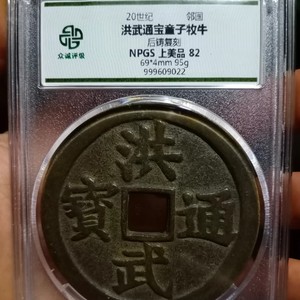 20世纪 邻国
洪武通宝童子牧牛
后铸复刻
众诚评级
NPGS 上美品 82
69*4mm 95g
999609022
洪
寶 通
武